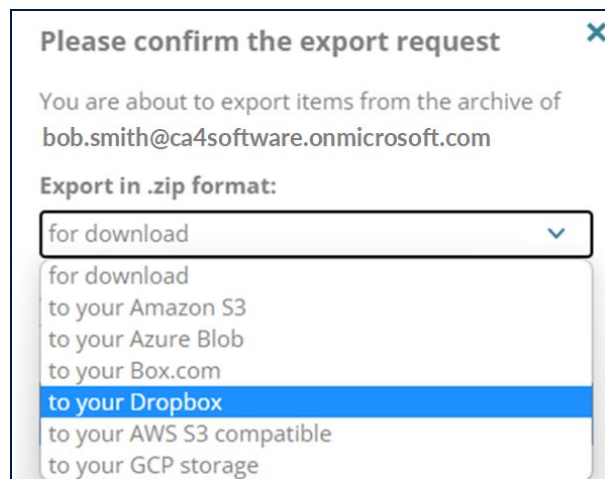 Please confirm the export request
You are about to export items from the archive of
bob.smith@ca4software.onmicrosoft.com
Export in .zip format:
for download
for download
to your Amazon S3
to your Azure Blob
to your Box.com
to your Dropbox
to your AWS S3 compatible
to your GCP storage